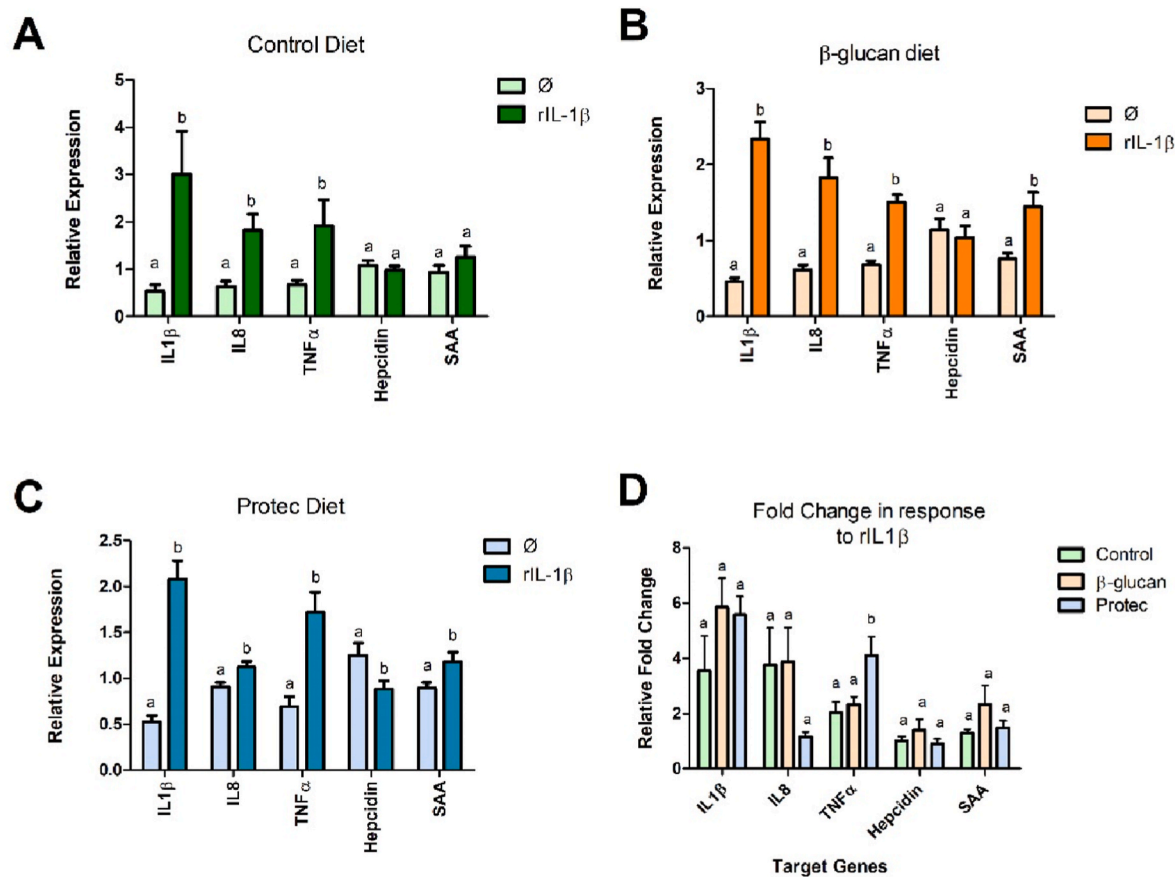 A
Control Diet
Ø
rIL-1β
Relative Expression
5
4
3
2
1
0
a b a b a b a a a a
IL1β IL8 TNFα Hepcidin SAA
B
β-glucan diet
Ø
rIL-1β
Relative Expression
3
2
1
0
a b a b a b a a a b
IL1β IL8 TNFα Hepcidin SAA
C
Protec Diet
Ø
rIL-1β
Relative Expression
2.5
2.0
1.5
1.0
0.5
0.0
a b a b a b a b a b
IL1β IL8 TNFα Hepcidin SAA
D
Fold Change in response
to rIL1β
Control
β-glucan
Protec
Relative Fold Change
8
6
4
2
0
a a a a a a a a b a a a a a a
IL1β IL8 TNFα Hepcidin SAA
Target Genes